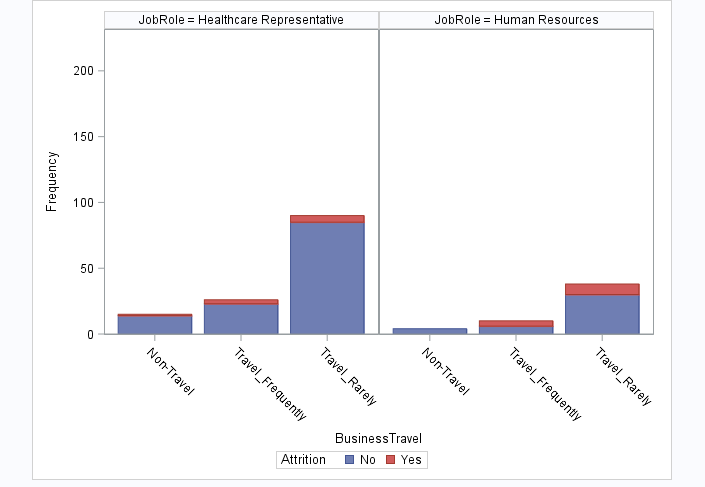 JobRole = Healthcare Representative
JobRole = Human Resources
Frequency
200
150
100
50
0
Non-Travel
Travel_Frequently
Travel_Rarely
Non-Travel
Travel_Frequently
Travel_Rarely
BusinessTravel
Attrition No Yes